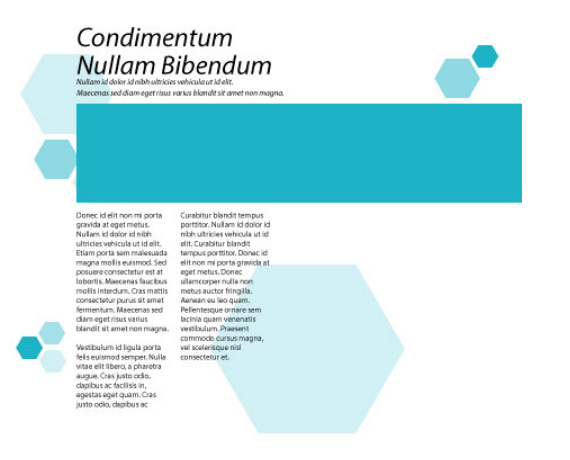 Condimentum
Nullam Bibendum
Nullam id dolor id nibh ultricies vehicula ut id elit.
Maecenas sed diam eget risus varius blandit sit amet non magna.
Donec id elit non mi porta
gravida at eget metus.
Nullam id dolor id nibh
ultricies vehicula ut id elit.
Etiam porta sem malesuada
magna mollis euismod. Sed
posuere consectetur est at
lobortis. Maecenas faucibus
mollis interdum. Cras mattis
consectetur purus sit amet
fermentum. Maecenas sed
diam eget risus varius
blandit sit amet non magna.
Vestibulum id ligula porta
felis euismod semper. Nulla
vitae elit libero, a pharetra
augue. Cras justo odio,
dapibus ac facilisis in,
egestas eget quam. Cras
justo odio, dapibus ac
Curabitur blandit tempus
porttitor. Nullam id dolor id
nibh ultricies vehicula ut id
elit. Curabitur blandit
tempus porttitor. Donec id
elit non mi porta gravida at
eget metus. Donec
ullamcorper nulla non
metus auctor fringilla.
Aenean eu leo quam.
Pellentesque ornare sem
lacinia quam venenatis
vestibulum. Praesent
commodo cursus magna,
vel scelerisque nisl
consectetur et.